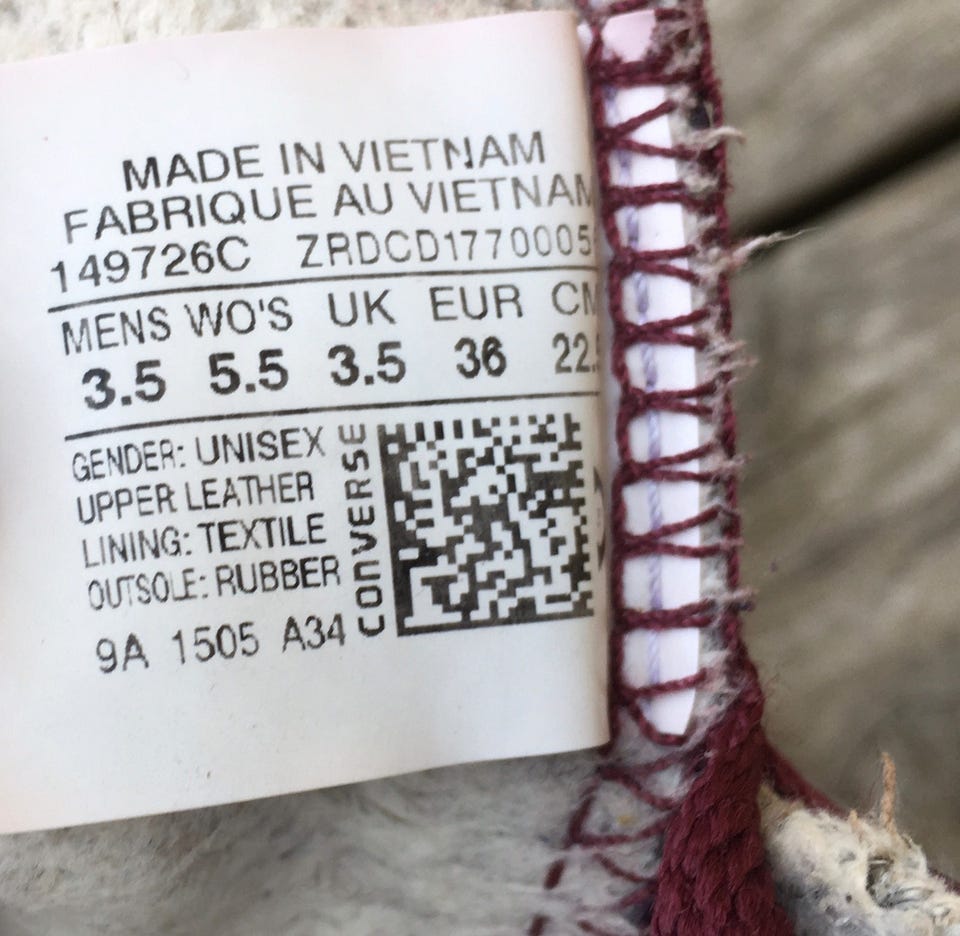 MADE IN VIETNAM
FABRIQUE AU VIETNAM
149726C ZRDCD1770005
MENS WO'S UK EUR CM
3.5 5.5 3.5 36 22.
GENDER: UNISEX
UPPER LEATHER
LINING: TEXTILE
OUTSOLE: RUBBER
9A 1505 A34
CONVERSE